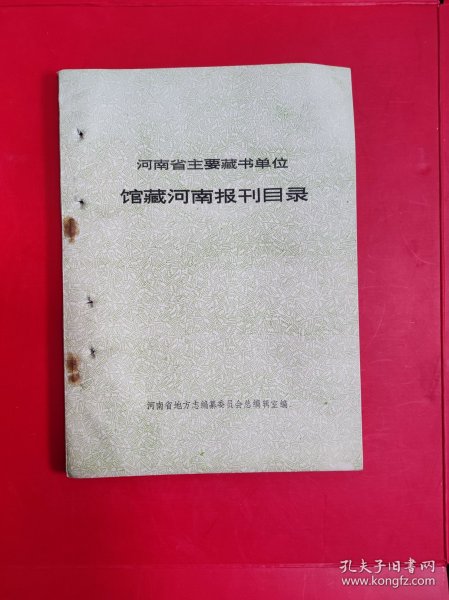 河南省主要藏书单位
馆藏河南报刊目录
河南省地方志编纂委员会总编辑室编
孔夫子旧书网
www.kongfz.com